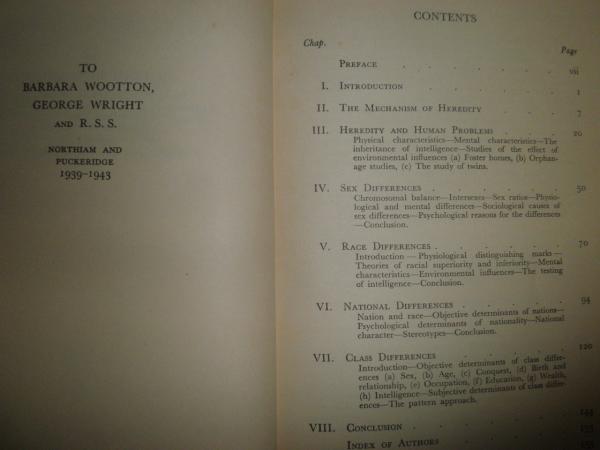 TO
BARBARA WOOTTON,
GEORGE WRIGHT
AND R. S. S.
NORTHIAM AND
PUCKERIDGE
1939–1943
CONTENTS
Chap. Page
PREFACE . . . . . . . vii
I. INTRODUCTION . . . . . . 1
II. THE MECHANISM OF HEREDITY . . 7
III. HEREDITY AND HUMAN PROBLEMS . . . . 20
Physical characteristics—Mental characteristics—The
inheritance of intelligence—Studies of the effect of
environmental influences (a) Foster homes, (b) Orphan-
age studies, (c) The study of twins.
IV. SEX DIFFERENCES . . . . . . 50
Chromosomal balance—Intersexes—Sex ratios—Physio-
logical and mental differences—Sociological causes of
sex differences—Psychological reasons for the differences
—Conclusion.
V. RACE DIFFERENCES . . . . . . 70
Introduction—Physiological distinguishing marks—
Theories of racial superiority and inferiority—Mental
characteristics—Environmental influences—The testing
of intelligence—Conclusion.
VI. NATIONAL DIFFERENCES . . . . . 94
Nation and race—Objective determinants of nations—
Psychological determinants of nationality—National
character—Stereotypes—Conclusion.
VII. CLASS DIFFERENCES . . . . . 120
Introduction—Objective determinants of class differ-
ences (a) Sex, (b) Age, (c) Conquest, (d) Birth and
relationship, (e) Occupation, (f) Education, (g) Wealth,
(h) Intelligence—Subjective determinants of class differ-
ences—The pattern approach.
VIII. CONCLUSION . . . . . . 144
INDEX OF AUTHORS . . . . . 153